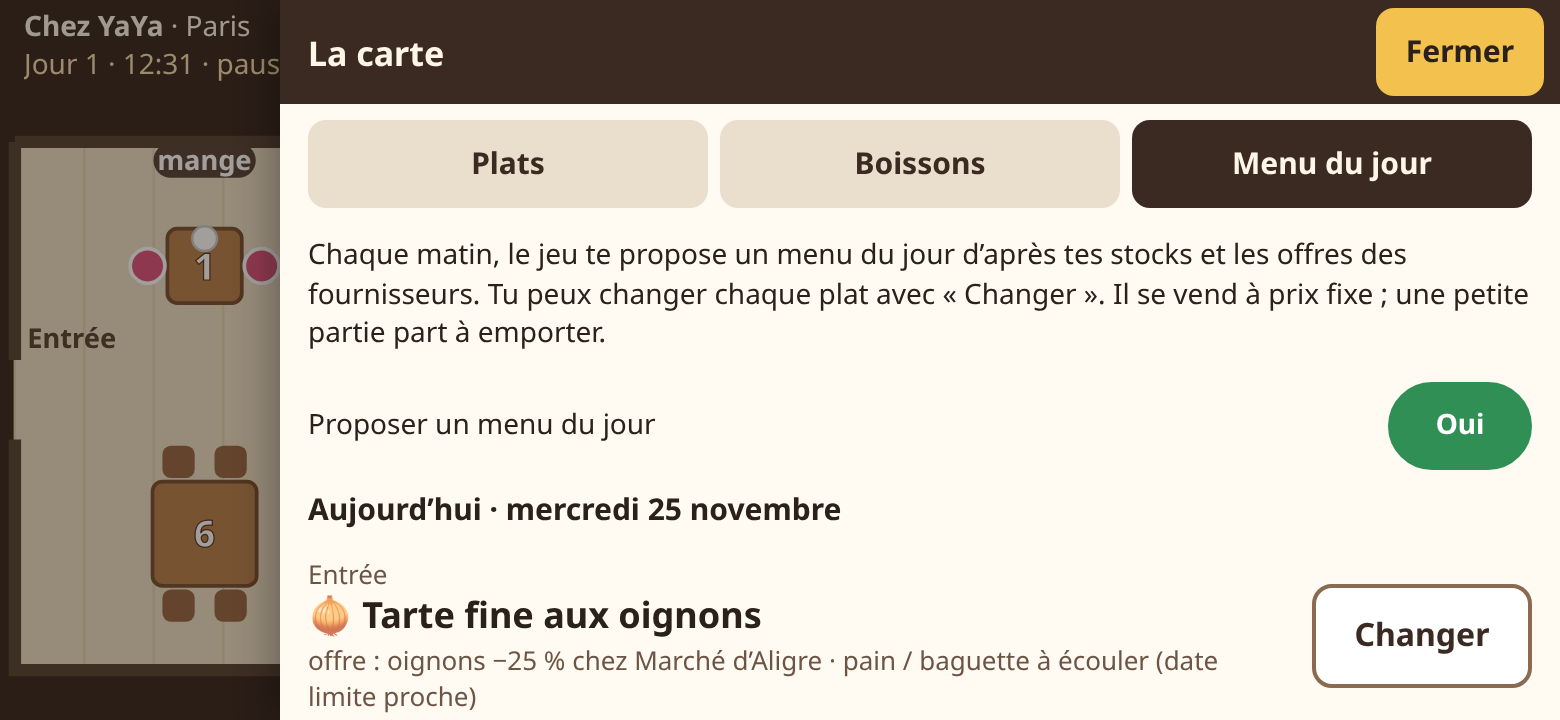 Chez YaYa · Paris
Jour 1 · 12:31 · paus
mange
1
Entrée
6
La carte
Fermer
Plats
Boissons
Menu du jour
Chaque matin, le jeu te propose un menu du jour d’après tes stocks et les offres des
fournisseurs. Tu peux changer chaque plat avec « Changer ». Il se vend à prix fixe ; une petite
partie part à emporter.
Proposer un menu du jour
Oui
Aujourd’hui · mercredi 25 novembre
Entrée
Tarte fine aux oignons
offre : oignons −25 % chez Marché d’Aligre · pain / baguette à écouler (date
limite proche)
Changer